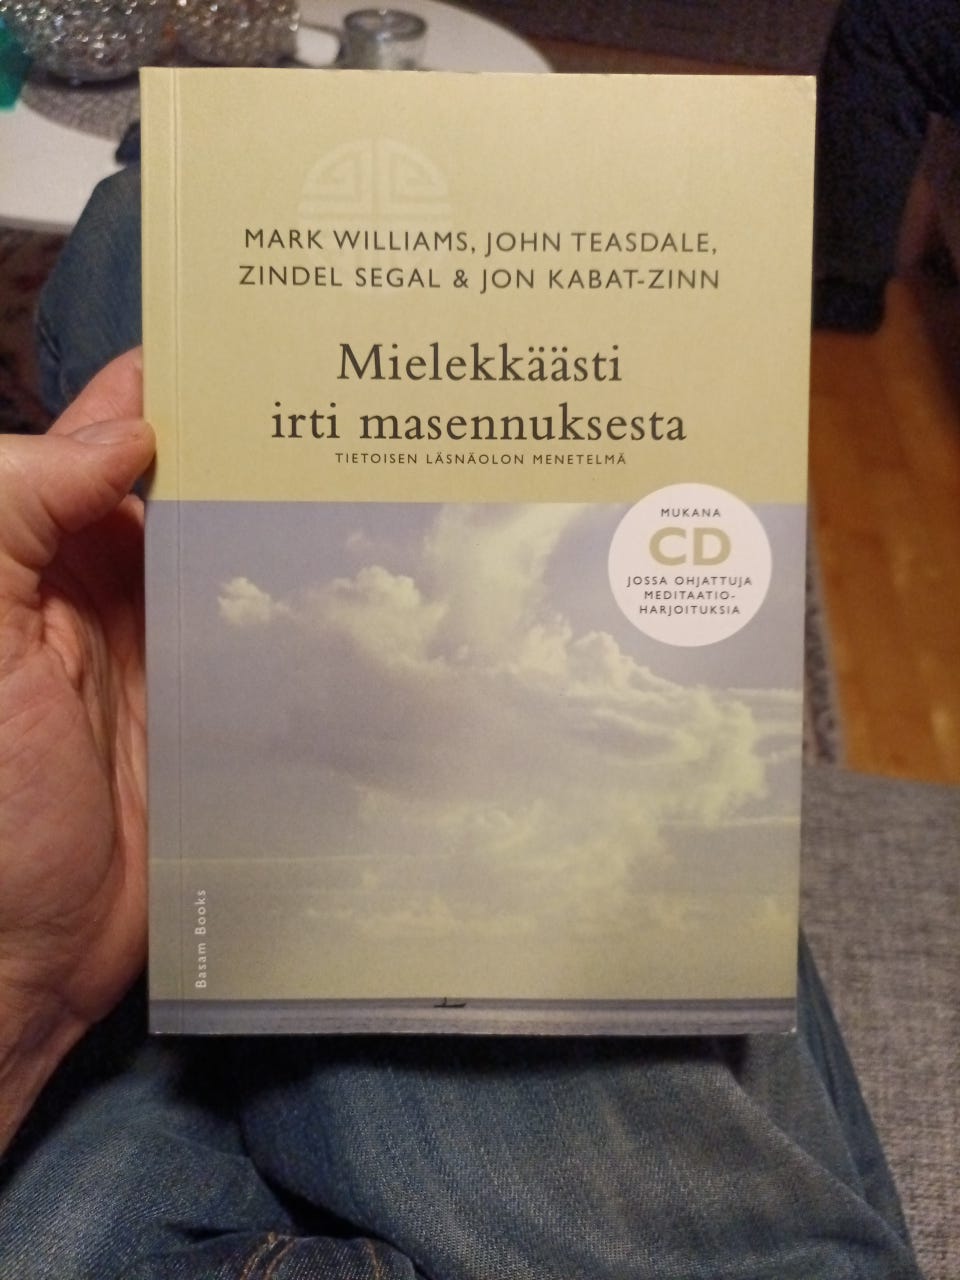 MARK WILLIAMS, JOHN TEASDALE,
ZINDEL SEGAL & JON KABAT-ZINN
Mielekkäästi
irti masennuksesta
TIETOISEN LÄSNÄOLON MENETELMÄ
MUKANA
CD
JOSSA OHJATTUJA
MEDITAATIO-
HARJOITUKSIA
Basam Books